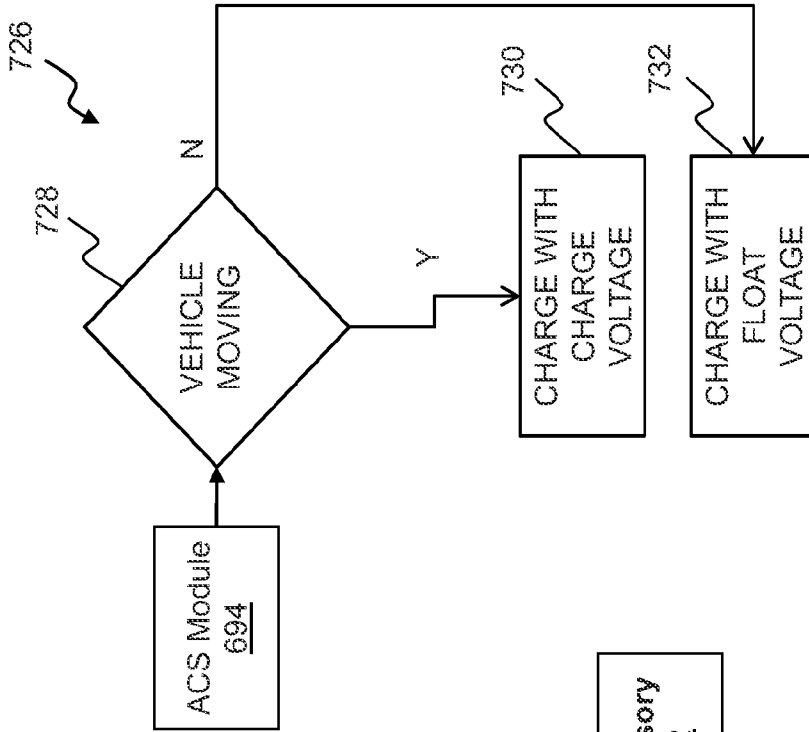 726
728
VEHICLE
MOVING
N
Y
ACS Module
694
CHARGE WITH
CHARGE
VOLTAGE
730
CHARGE WITH
FLOAT
VOLTAGE
732